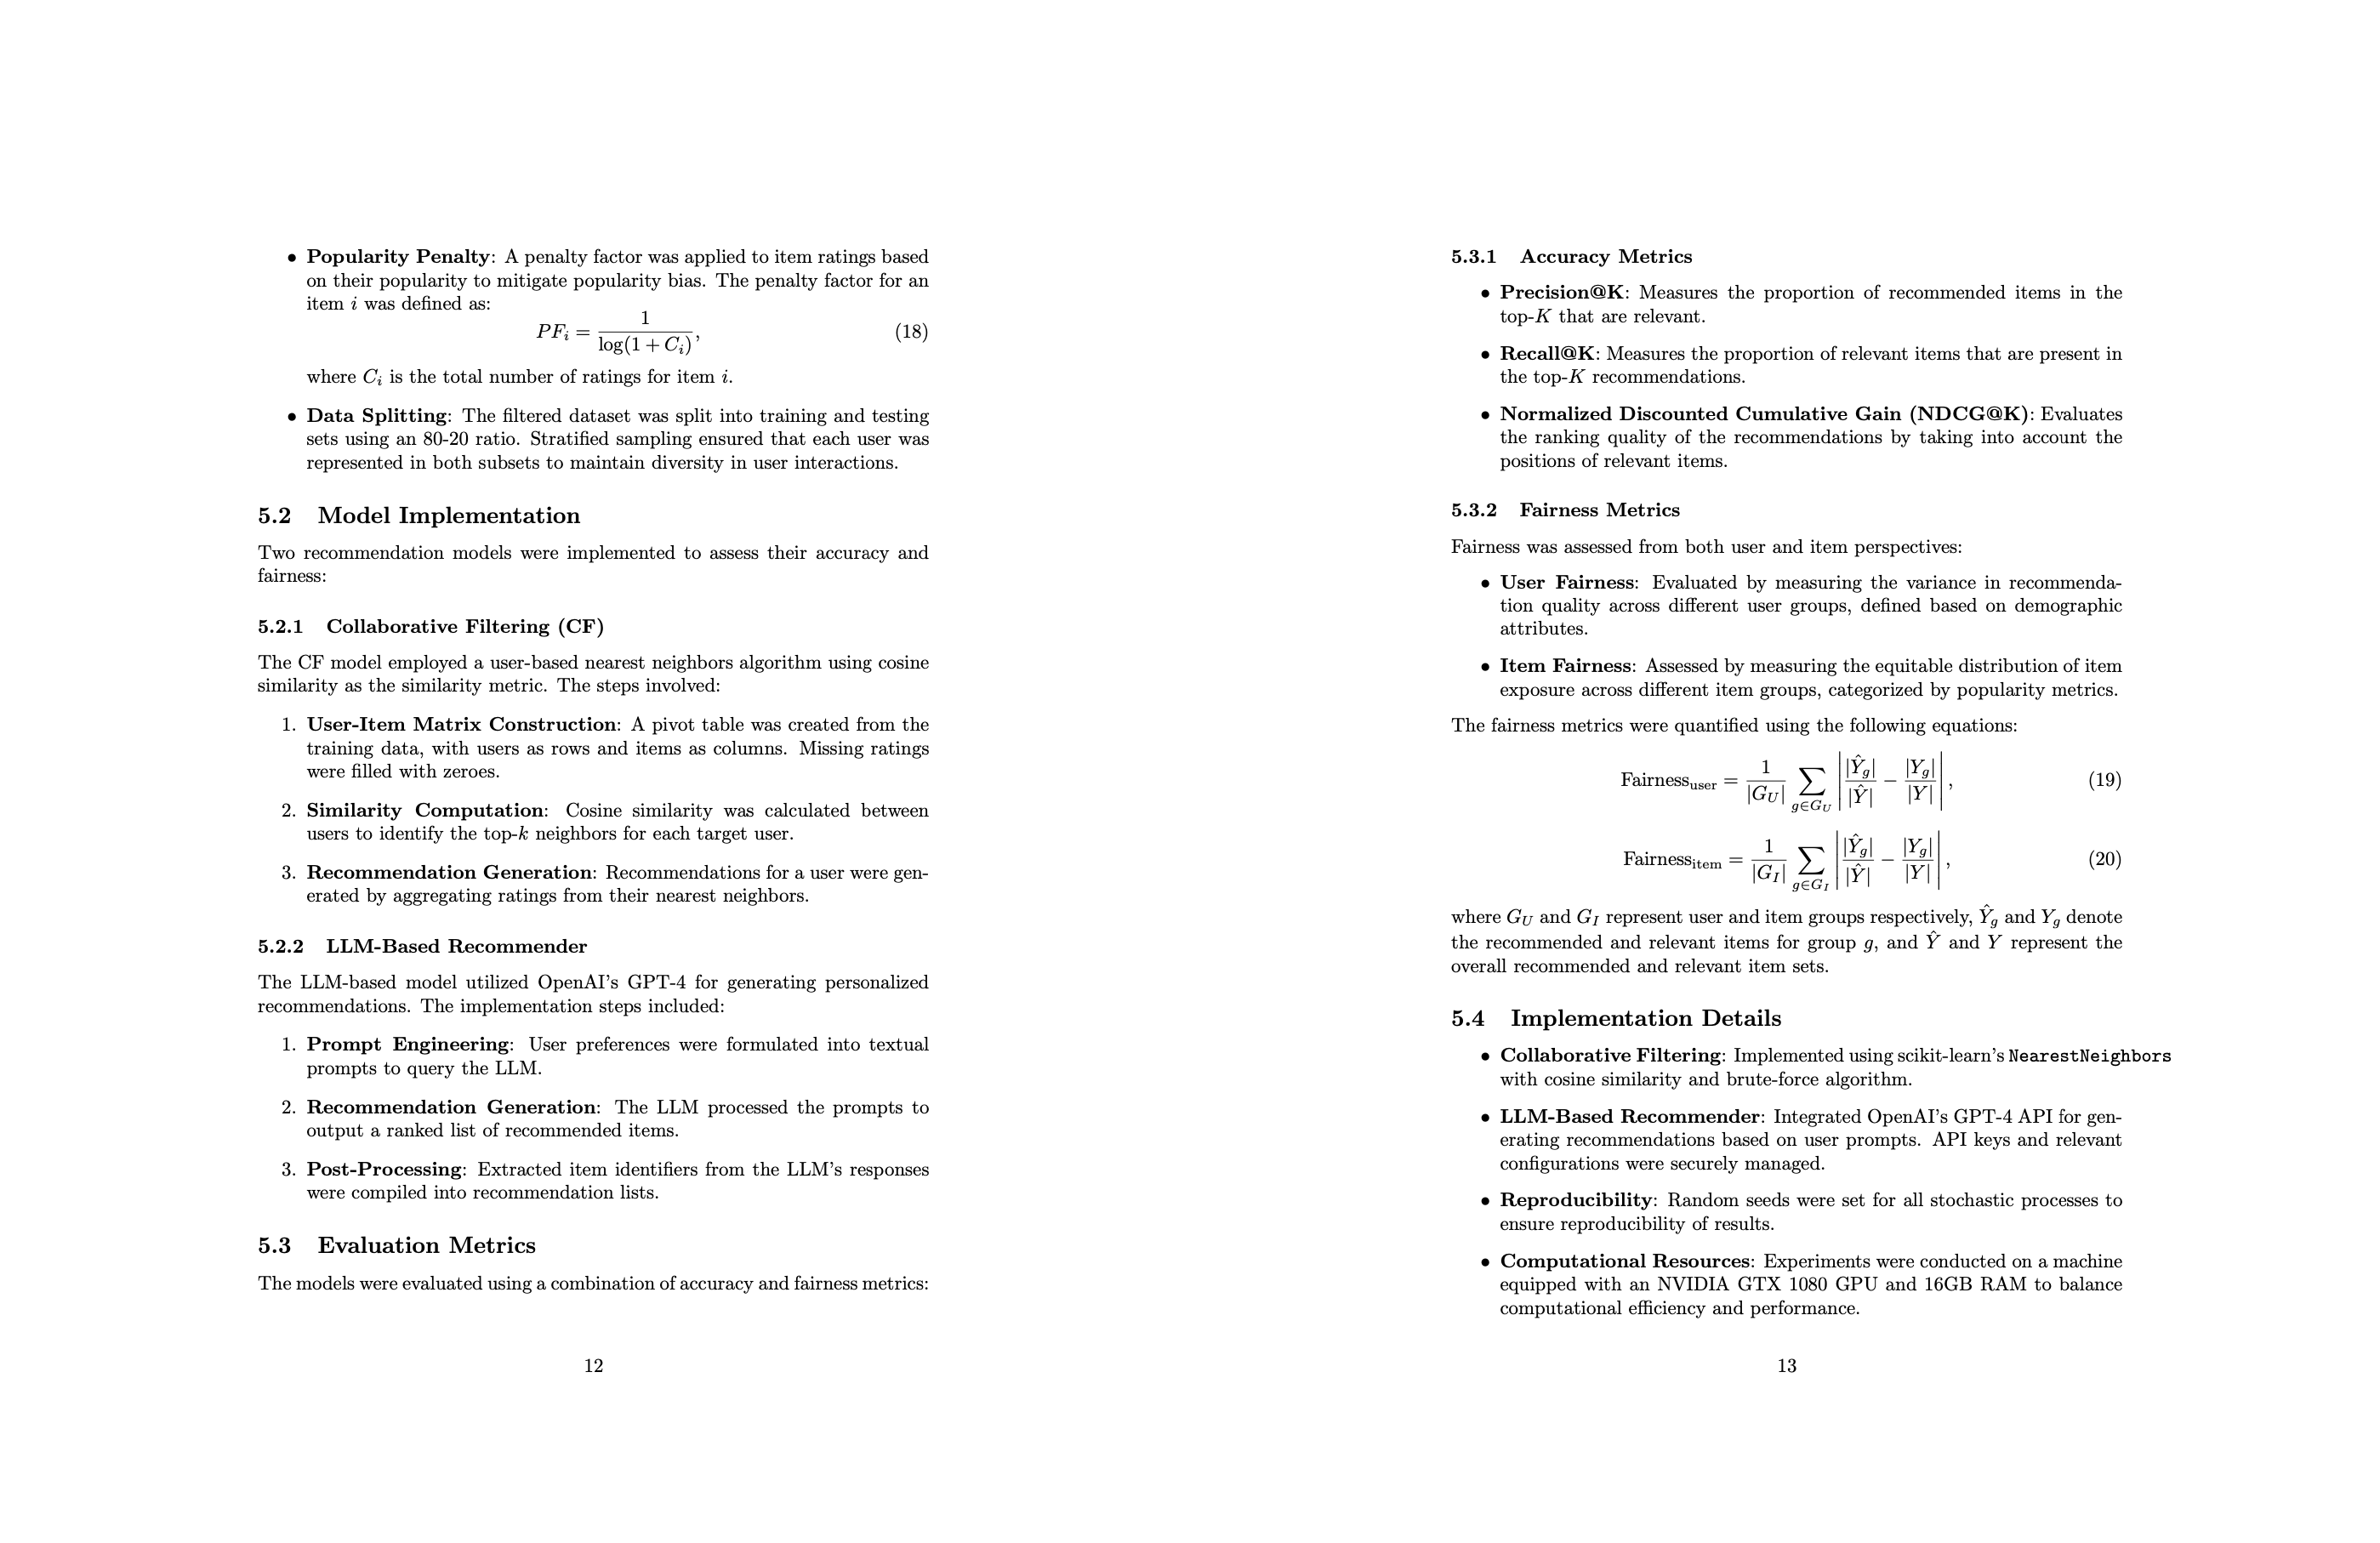 • Popularity Penalty: A penalty factor was applied to item ratings based
on their popularity to mitigate popularity bias. The penalty factor for an
item i was defined as:
PF_i = \frac{1}{\log(1 + C_i)}, (18)
where C_i is the total number of ratings for item i.
• Data Splitting: The filtered dataset was split into training and testing
sets using an 80-20 ratio. Stratified sampling ensured that each user was
represented in both subsets to maintain diversity in user interactions.
5.2 Model Implementation
Two recommendation models were implemented to assess their accuracy and
fairness:
5.2.1 Collaborative Filtering (CF)
The CF model employed a user-based nearest neighbors algorithm using cosine
similarity as the similarity metric. The steps involved:
1. User-Item Matrix Construction: A pivot table was created from the
training data, with users as rows and items as columns. Missing ratings
were filled with zeroes.
2. Similarity Computation: Cosine similarity was calculated between
users to identify the top-k neighbors for each target user.
3. Recommendation Generation: Recommendations for a user were gen-
erated by aggregating ratings from their nearest neighbors.
5.2.2 LLM-Based Recommender
The LLM-based model utilized OpenAI's GPT-4 for generating personalized
recommendations. The implementation steps included:
1. Prompt Engineering: User preferences were formulated into textual
prompts to query the LLM.
2. Recommendation Generation: The LLM processed the prompts to
output a ranked list of recommended items.
3. Post-Processing: Extracted item identifiers from the LLM's responses
were compiled into recommendation lists.
5.3 Evaluation Metrics
The models were evaluated using a combination of accuracy and fairness metrics:
12
5.3.1 Accuracy Metrics
• Precision@K: Measures the proportion of recommended items in the
top-K that are relevant.
• Recall@K: Measures the proportion of relevant items that are present in
the top-K recommendations.
• Normalized Discounted Cumulative Gain (NDCG@K): Evaluates
the ranking quality of the recommendations by taking into account the
positions of relevant items.
5.3.2 Fairness Metrics
Fairness was assessed from both user and item perspectives:
• User Fairness: Evaluated by measuring the variance in recommenda-
tion quality across different user groups, defined based on demographic
attributes.
• Item Fairness: Assessed by measuring the equitable distribution of item
exposure across different item groups, categorized by popularity metrics.
The fairness metrics were quantified using the following equations:
Fairness_{user} = \frac{1}{|G_U|} \sum_{g \in G_U} \left| \frac{|\hat{Y}_g|}{|\hat{Y}|} - \frac{|Y_g|}{|Y|} \right|, (19)
Fairness_{item} = \frac{1}{|G_I|} \sum_{g \in G_I} \left| \frac{|\hat{Y}_g|}{|\hat{Y}|} - \frac{|Y_g|}{|Y|} \right|, (20)
where G_U and G_I represent user and item groups respectively, \hat{Y}_g and Y_g denote
the recommended and relevant items for group g, and \hat{Y} and Y represent the
overall recommended and relevant item sets.
5.4 Implementation Details
• Collaborative Filtering: Implemented using scikit-learn's NearestNeighbors
with cosine similarity and brute-force algorithm.
• LLM-Based Recommender: Integrated OpenAI's GPT-4 API for gen-
erating recommendations based on user prompts. API keys and relevant
configurations were securely managed.
• Reproducibility: Random seeds were set for all stochastic processes to
ensure reproducibility of results.
• Computational Resources: Experiments were conducted on a machine
equipped with an NVIDIA GTX 1080 GPU and 16GB RAM to balance
computational efficiency and performance.
13